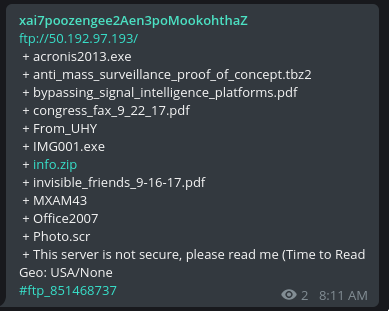 xai7poozengee2Aen3poMookohthaZ
ftp://50.192.97.193/
+ acronis2013.exe
+ anti_mass_surveillance_proof_of_concept.tbz2
+ bypassing_signal_intelligence_platforms.pdf
+ congress_fax_9_22_17.pdf
+ From_UHY
+ IMG001.exe
+ info.zip
+ invisible_friends_9-16-17.pdf
+ MXAM43
+ Office2007
+ Photo.scr
+ This server is not secure, please read me (Time to Read
Geo: USA/None
#ftp_851468737
2 8:11 AM